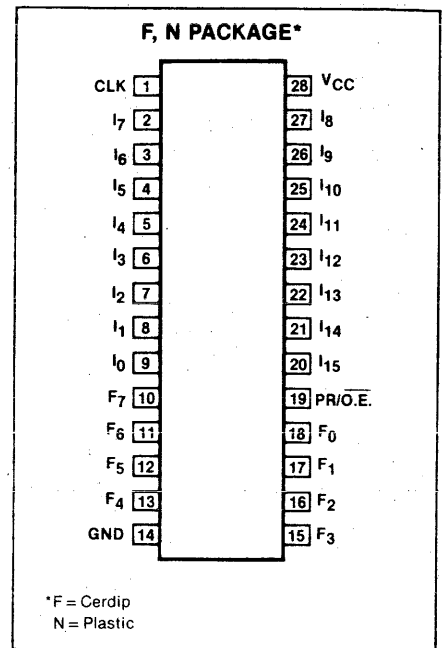 F, N PACKAGE*
CLK 1 28 VCC
I7 2 27 I8
I6 3 26 I9
I5 4 25 I10
I4 5 24 I11
I3 6 23 I12
I2 7 22 I13
I1 8 21 I14
I0 9 20 I15
F7 10 19 PR/O.E.
F6 11 18 F0
F5 12 17 F1
F4 13 16 F2
GND 14 15 F3
*F = Cerdip
N = Plastic